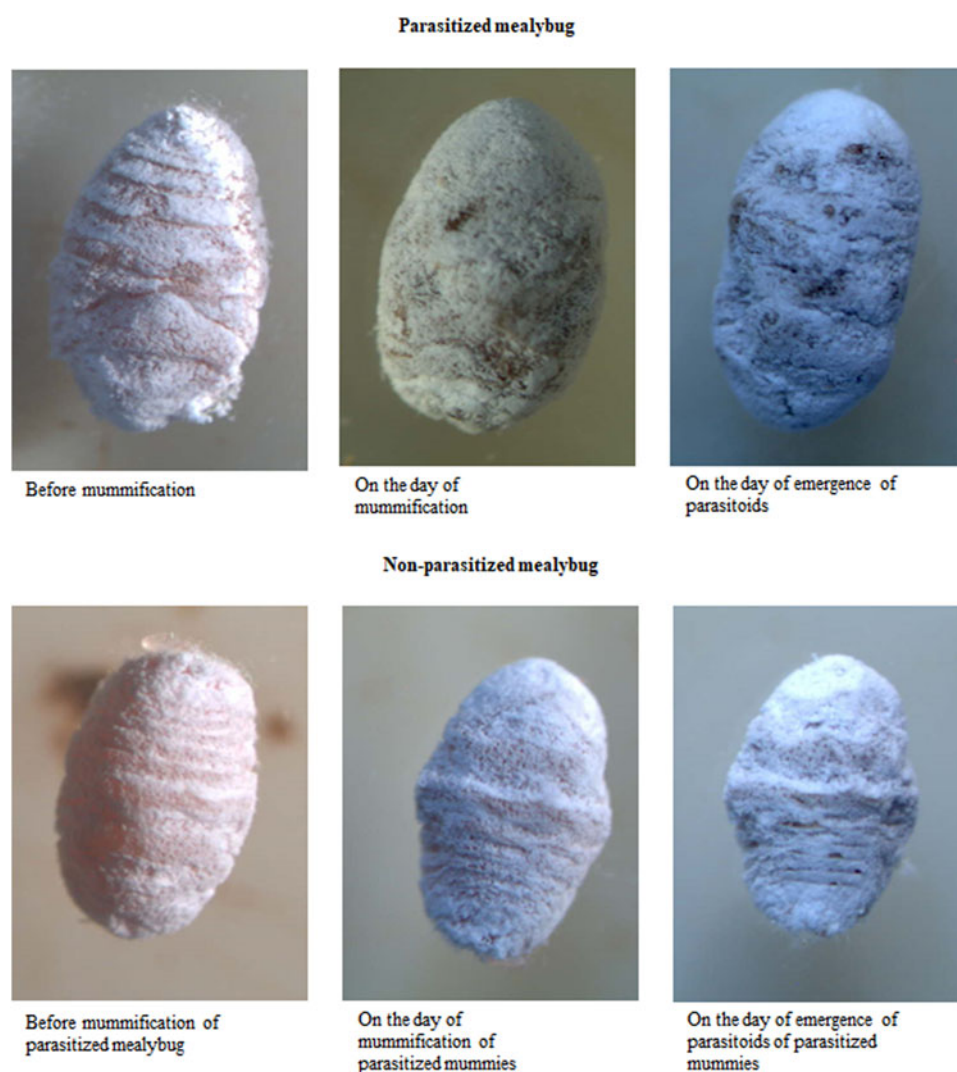 Parasitized mealybug
Before mummification
On the day of
mummification
On the day of emergence of
parasitoids
Non-parasitized mealybug
Before mummification of
parasitized mealybug
On the day of
mummification of
parasitized mummies
On the day of emergence of
parasitoids of parasitized
mummies